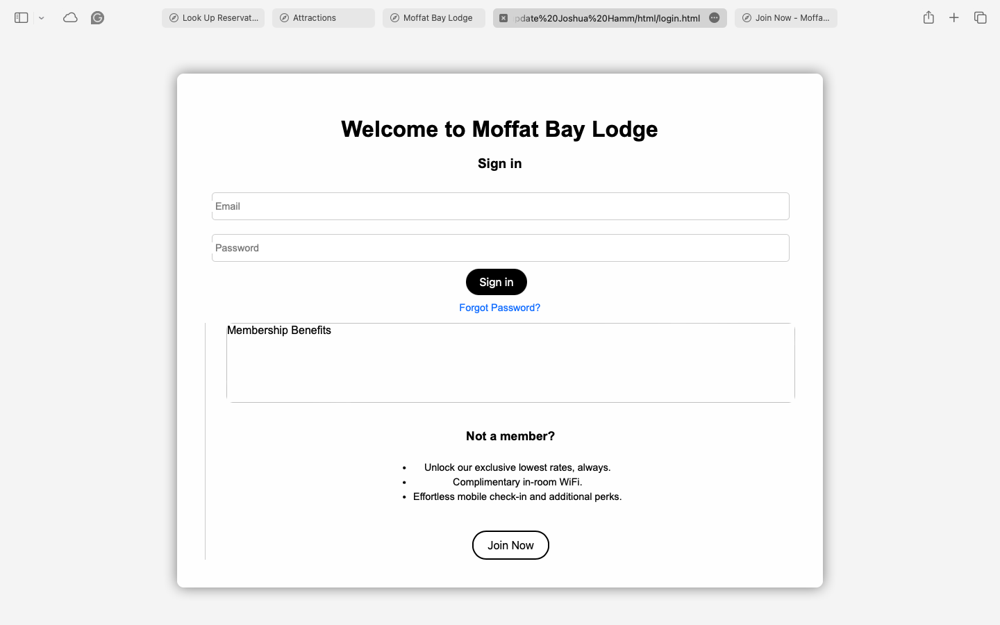 Look Up Reservat...
Attractions
Moffat Bay Lodge
pdate%20Joshua%20Hamm/html/login.html
Join Now - Moffa...
Welcome to Moffat Bay Lodge
Sign in
Email
Password
Sign in
Forgot Password?
Membership Benefits
Not a member?
• Unlock our exclusive lowest rates, always.
• Complimentary in-room WiFi.
• Effortless mobile check-in and additional perks.
Join Now